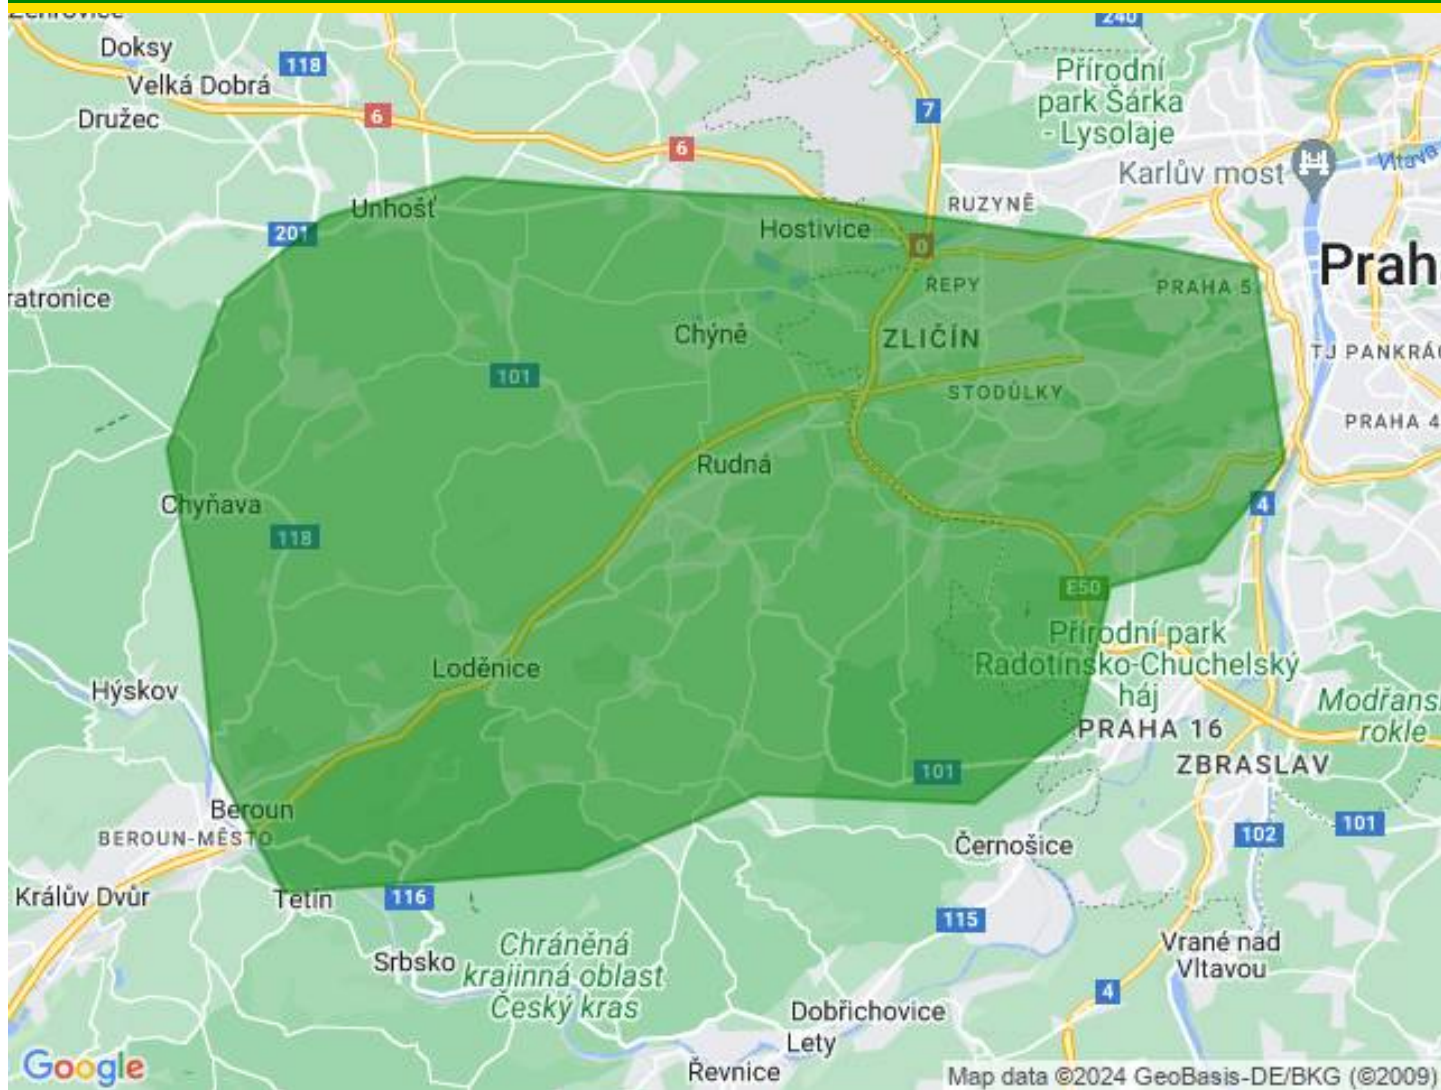 240
Doksy
118
Velká Dobrá
Družec
6
6
7
Přírodní
park Šárka
- Lysolaje
Karlův most
Vltava
Unhošť
201
RUZYNĚ
Hostivice
0
Prah
ratronice
ŘEPY
PRAHA 5
Chýně
ZLIČÍN
TJ PANKRÁC
101
STODŮLKY
PRAHA 4
Rudná
Chyňava
4
118
E50
Přírodní park
Radotínsko-Chuchelský
háj
Loděnice
Hýskov
Modřans
rokle
PRAHA 16
ZBRASLAV
101
Beroun
BEROUN-MĚSTO
101
102
Černošice
Králův Dvůr
Tetín
116
115
Chráněná
krajinná oblast
Český kras
Srbsko
Vrané nad
Vltavou
4
Dobřichovice
Lety
Řevnice
Google
Map data ©2024 GeoBasis-DE/BKG (©2009)